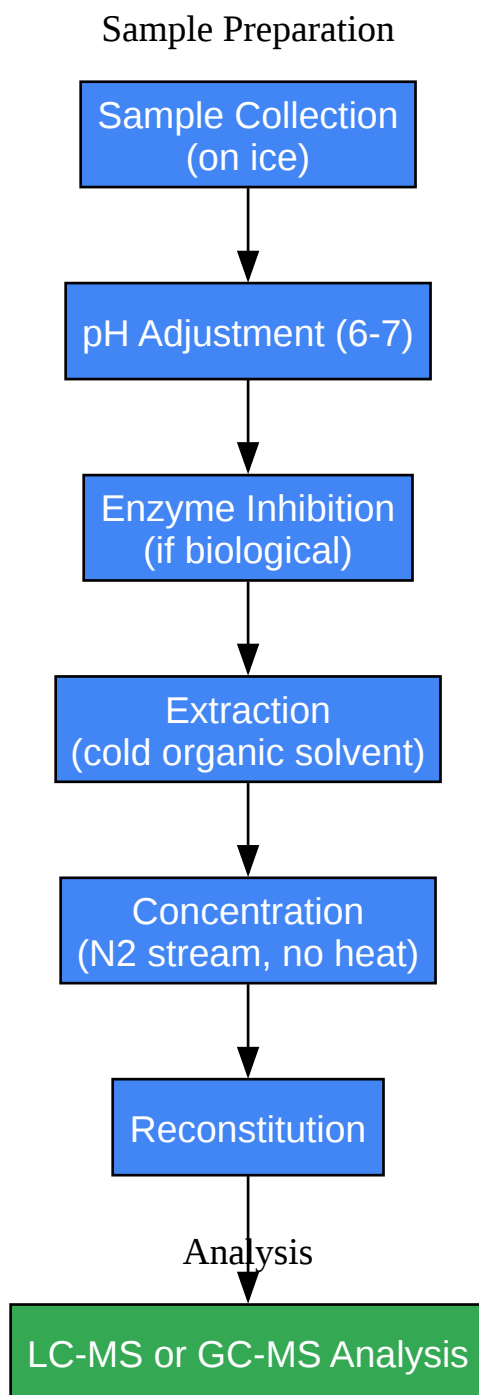 Sample Preparation
Sample Collection
(on ice)
pH Adjustment (6-7)
Enzyme Inhibition
(if biological)
Extraction
(cold organic solvent)
Concentration
(N2 stream, no heat)
Reconstitution
Analysis
LC-MS or GC-MS Analysis